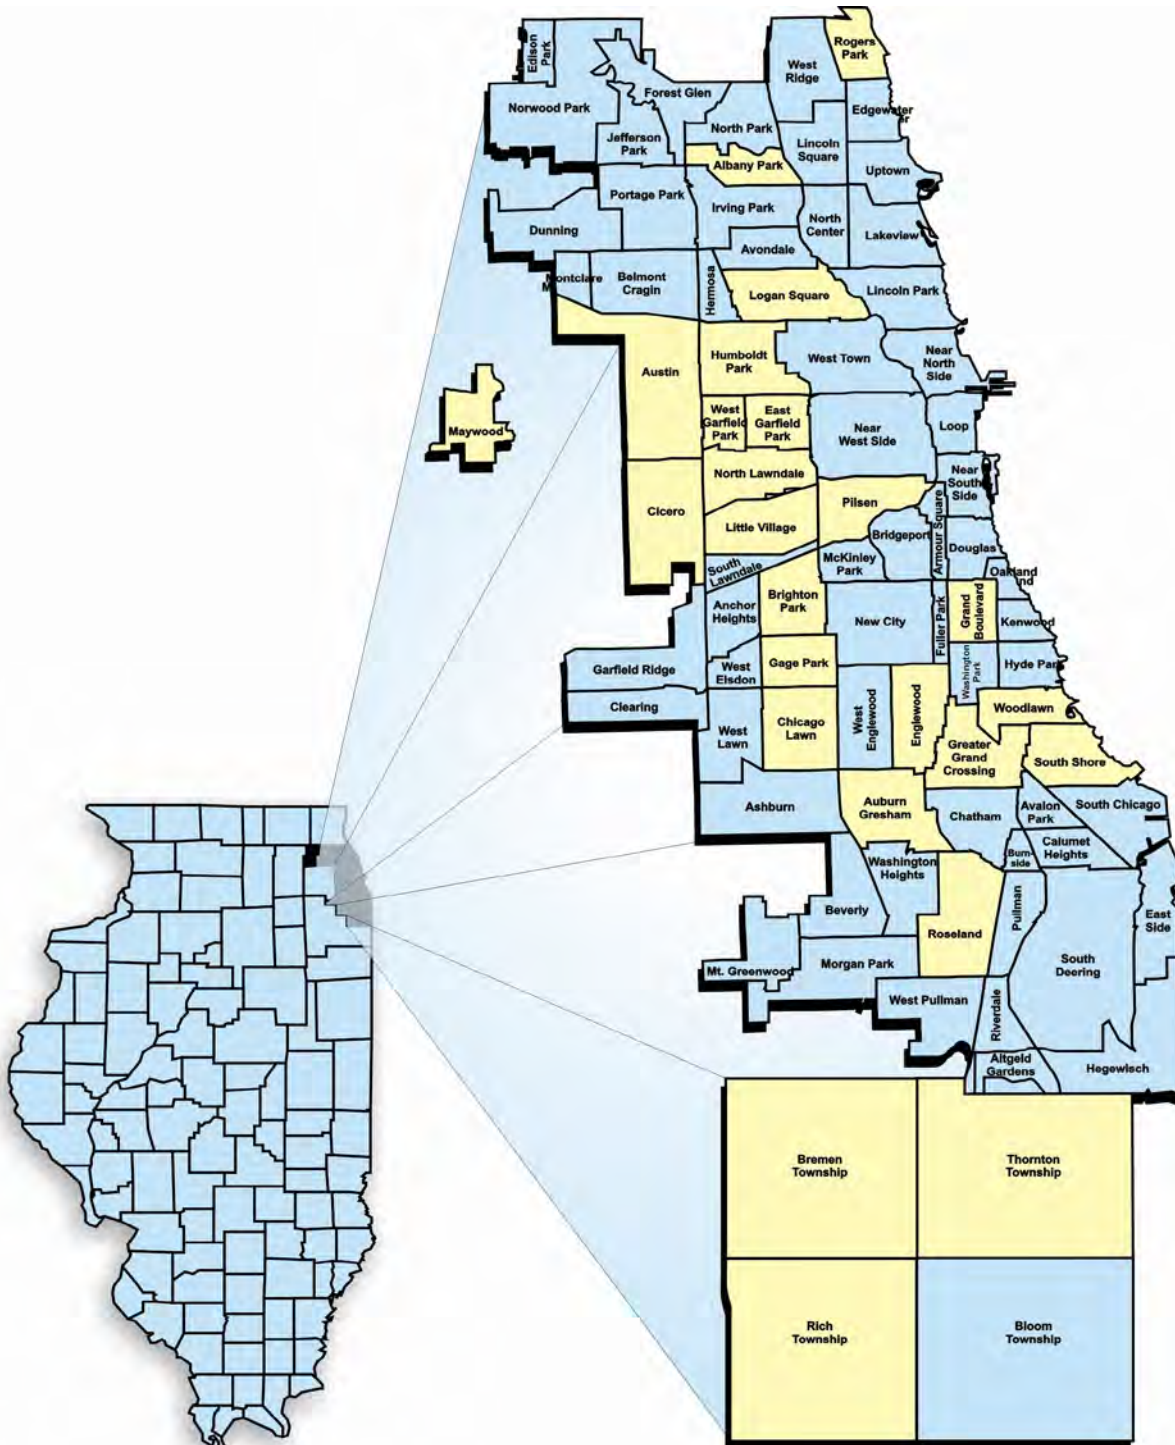 Rogers
Park
Edison
Park
West
Ridge
Forest Glen
Norwood Park
Edgewater
North Park
Jefferson
Park
Lincoln
Square
Albany Park
Uptown
Portage Park
Irving Park
North
Center
Dunning
Lakeview
Avondale
Montclare
Belmont
Cragin
Hermosa
Logan Square
Lincoln Park
Humboldt
Park
West Town
Near
North
Side
Austin
Maywood
West
Garfield
Park
East
Garfield
Park
Near
West Side
Loop
North Lawndale
Near
South
Side
Cicero
Pilsen
Little Village
Armour Square
Bridgeport
Douglas
South
Lawndale
McKinley
Park
Oakland
Brighton
Park
Anchor
Heights
New City
Fuller Park
Grand
Boulevard
Kenwood
Garfield Ridge
West
Elsdon
Gage Park
Washington
Park
Hyde Park
Clearing
West
Lawn
Chicago
Lawn
West
Englewood
Englewood
Woodlawn
Greater
Grand
Crossing
South Shore
Ashburn
Auburn
Gresham
Chatham
Avalon
Park
South Chicago
Washington
Heights
Burn-
side
Calumet
Heights
Beverly
Roseland
Pullman
East
Side
Mt. Greenwood
Morgan Park
South
Deering
West Pullman
Riverdale
Altgeld
Gardens
Hegewisch
Bremen
Township
Thornton
Township
Rich
Township
Bloom
Township